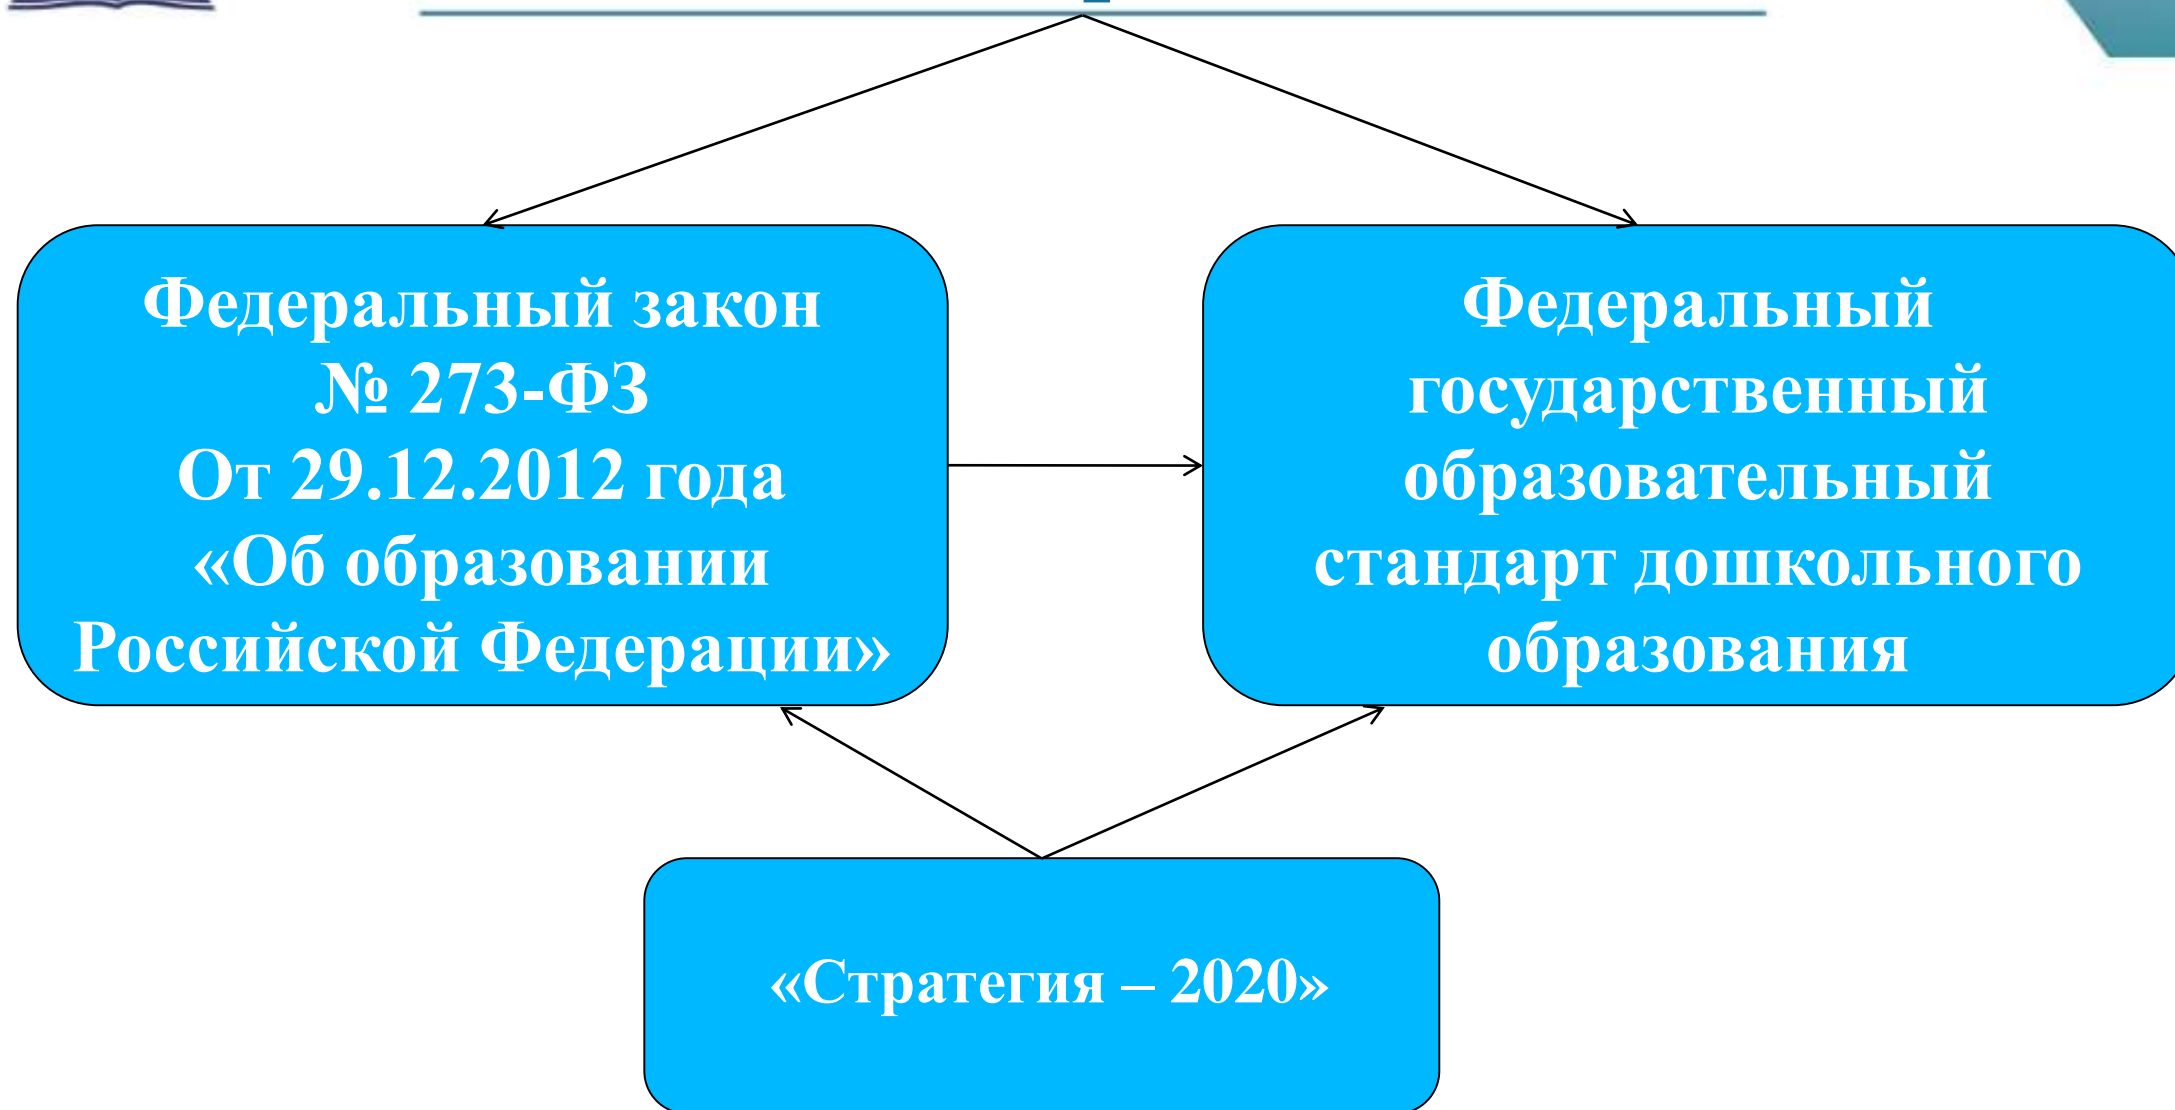 Федеральный закон
№ 273-ФЗ
От 29.12.2012 года
«Об образовании
Российской Федерации»
Федеральный
государственный
образовательный
стандарт дошкольного
образования
«Стратегия – 2020»